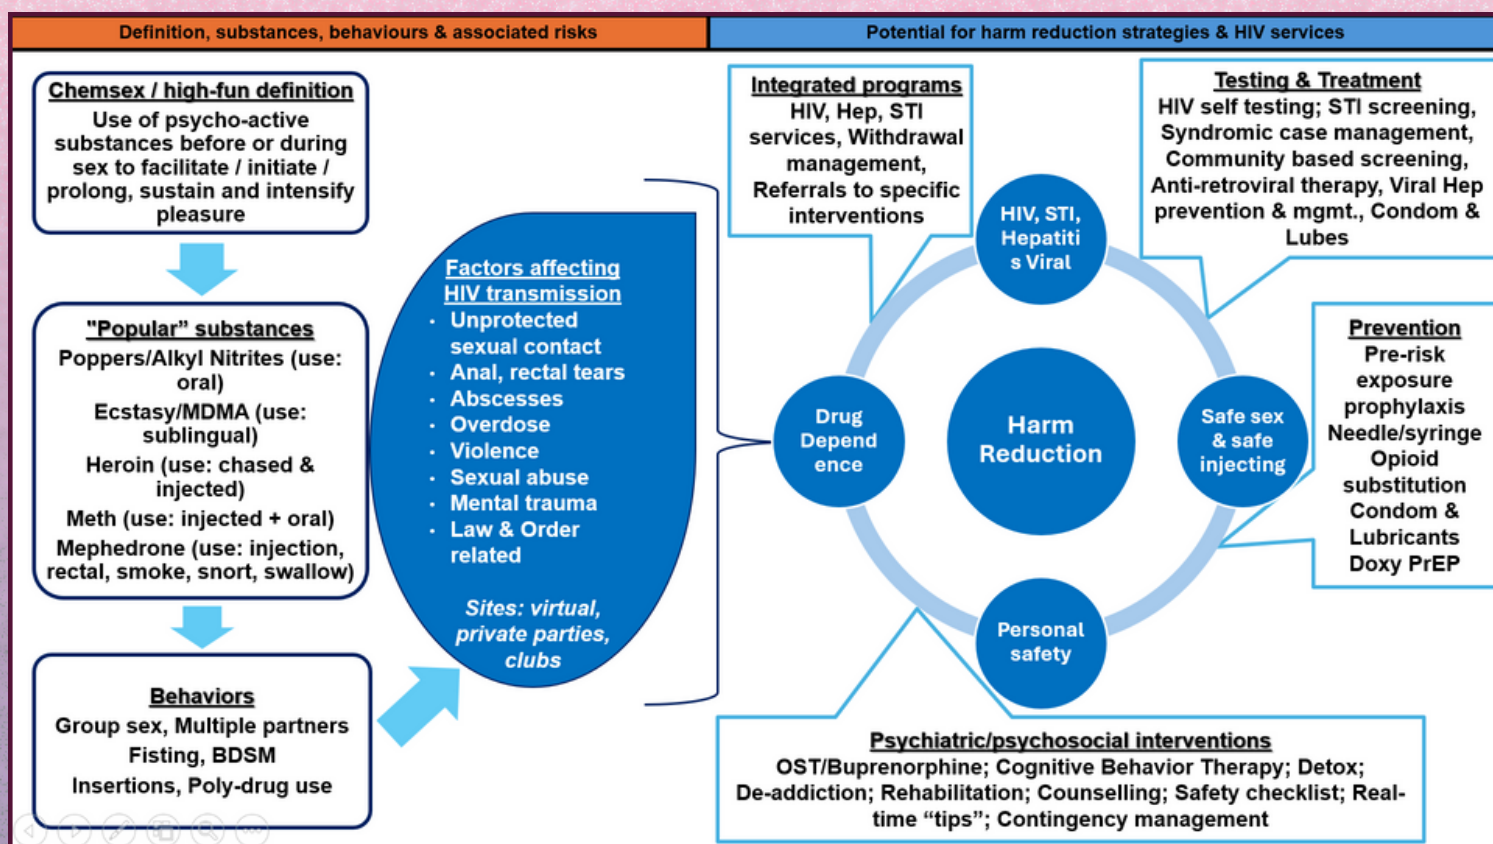 Definition, substances, behaviours & associated risks
Potential for harm reduction strategies & HIV services
Chemsex / high-fun definition
Use of psycho-active
substances before or during
sex to facilitate / initiate /
prolong, sustain and intensify
pleasure
"Popular” substances
Poppers/Alkyl Nitrites (use:
oral)
Ecstasy/MDMA (use:
sublingual)
Heroin (use: chased &
injected)
Meth (use: injected + oral)
Mephedrone (use: injection,
rectal, smoke, snort, swallow)
Behaviors
Group sex, Multiple partners
Fisting, BDSM
Insertions, Poly-drug use
Factors affecting
HIV transmission
• Unprotected
sexual contact
• Anal, rectal tears
• Abscesses
• Overdose
• Violence
• Sexual abuse
• Mental trauma
• Law & Order
related
Sites: virtual,
private parties,
clubs
Integrated programs
HIV, Hep, STI
services, Withdrawal
management,
Referrals to specific
interventions
Testing & Treatment
HIV self testing; STI screening,
Syndromic case management,
Community based screening,
Anti-retroviral therapy, Viral Hep
prevention & mgmt., Condom &
Lubes
HIV, STI,
Hepatiti
s Viral
Drug
Depend
ence
Harm
Reduction
Safe sex
& safe
injecting
Personal
safety
Prevention
Pre-risk
exposure
prophylaxis
Needle/syringe
Opioid
substitution
Condom &
Lubricants
Doxy PrEP
Psychiatric/psychosocial interventions
OST/Buprenorphine; Cognitive Behavior Therapy; Detox;
De-addiction; Rehabilitation; Counselling; Safety checklist; Real-
time “tips”; Contingency management